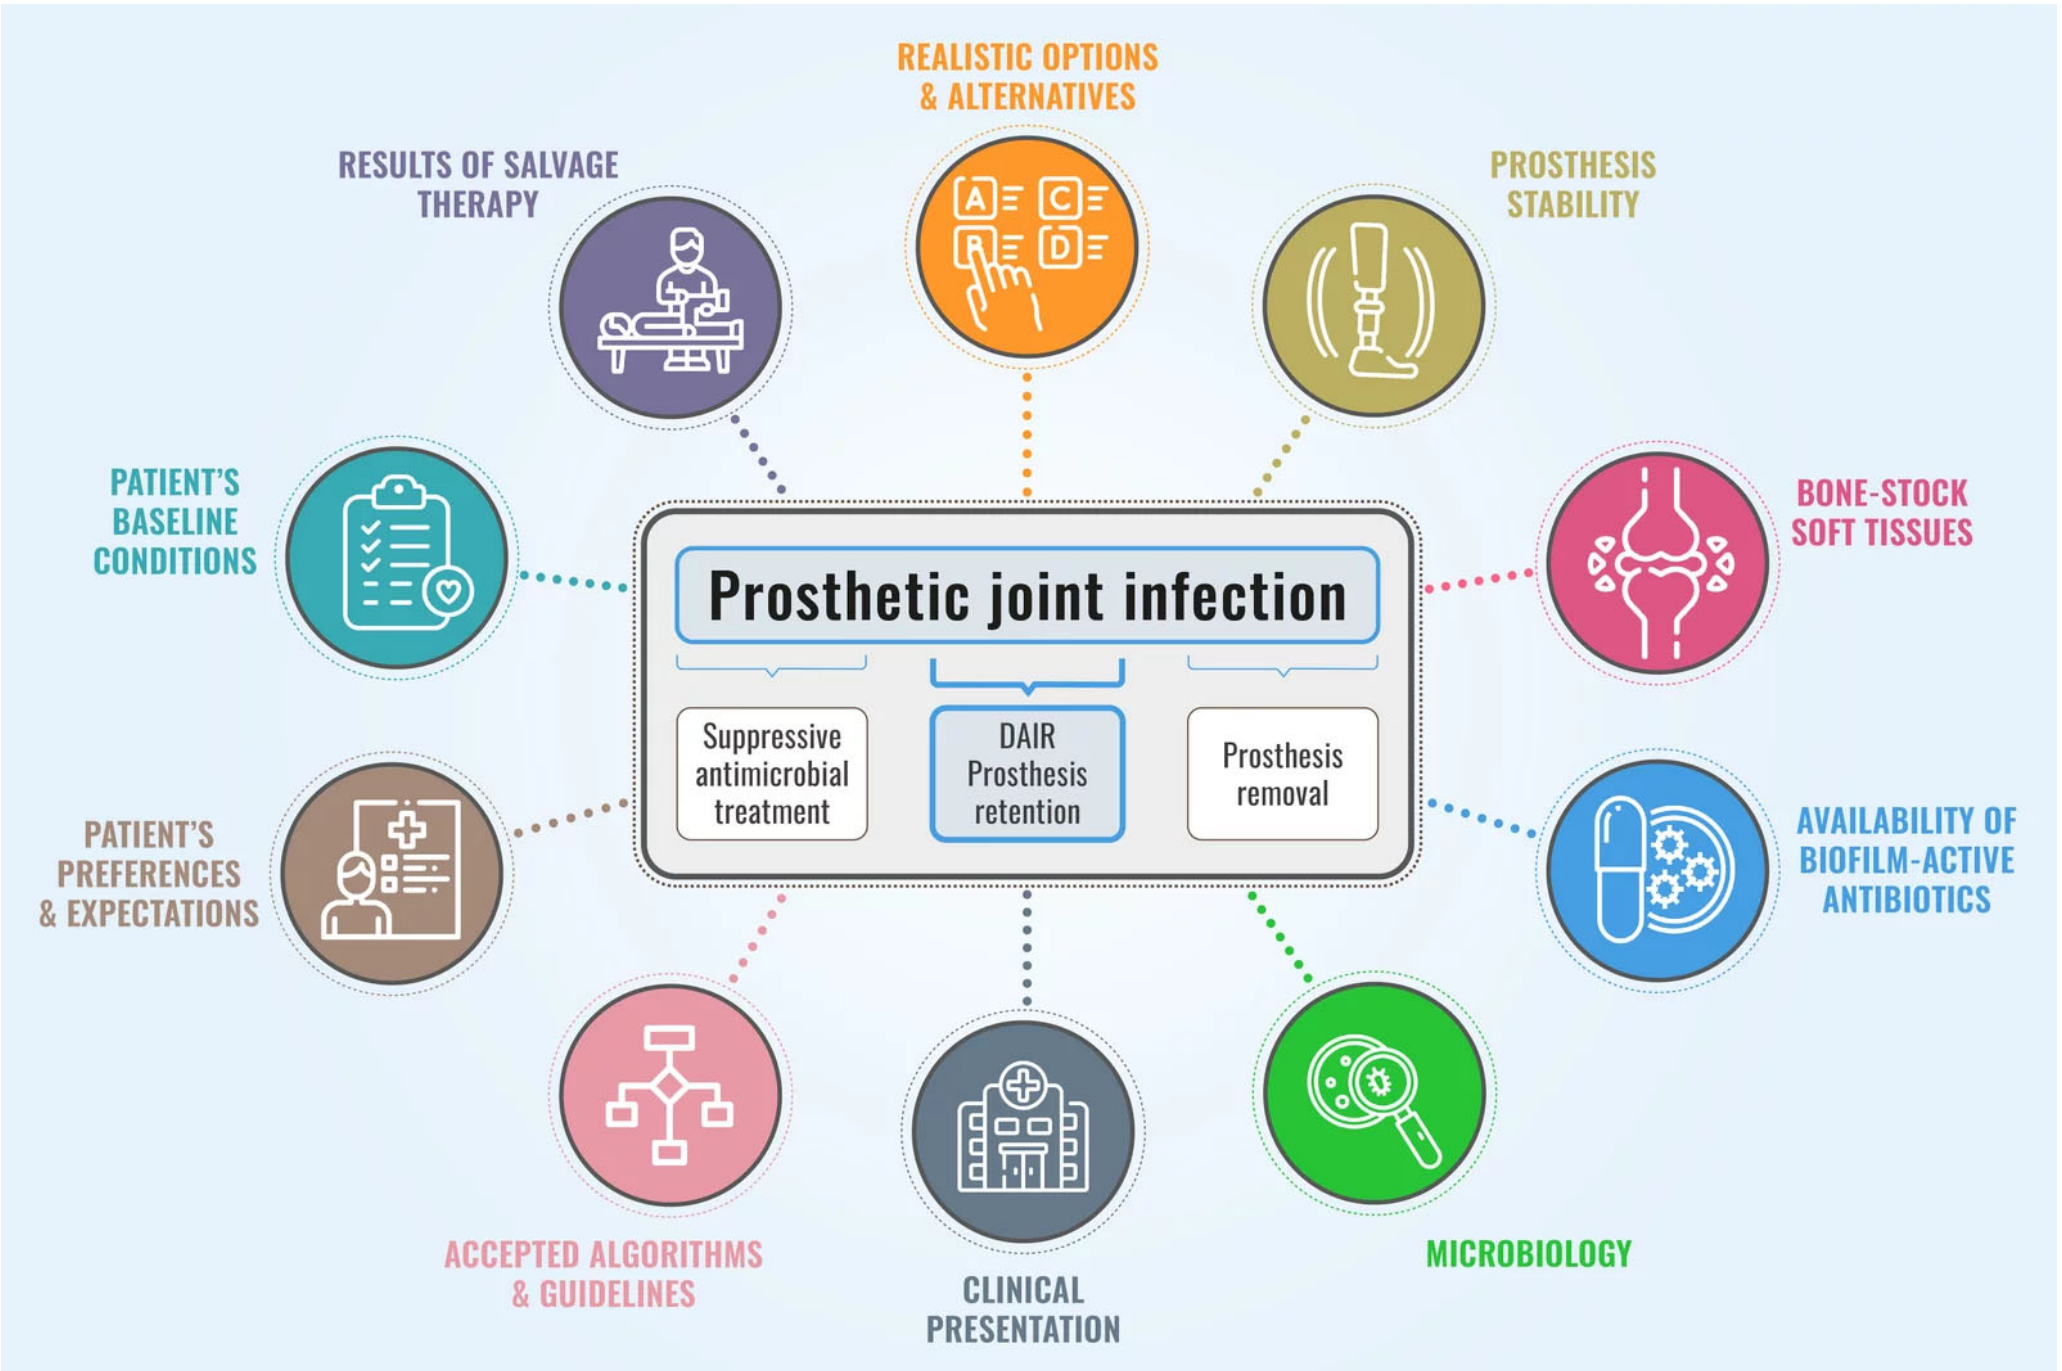 REALISTIC OPTIONS
& ALTERNATIVES
RESULTS OF SALVAGE
THERAPY
PROSTHESIS
STABILITY
A
C
B
D
PATIENT'S
BASELINE
CONDITIONS
BONE-STOCK
SOFT TISSUES
Prosthetic joint infection
Suppressive
antimicrobial
treatment
DAIR
Prosthesis
retention
Prosthesis
removal
PATIENT'S
PREFERENCES
& EXPECTATIONS
AVAILABILITY OF
BIOFILM-ACTIVE
ANTIBIOTICS
ACCEPTED ALGORITHMS
& GUIDELINES
CLINICAL
PRESENTATION
MICROBIOLOGY